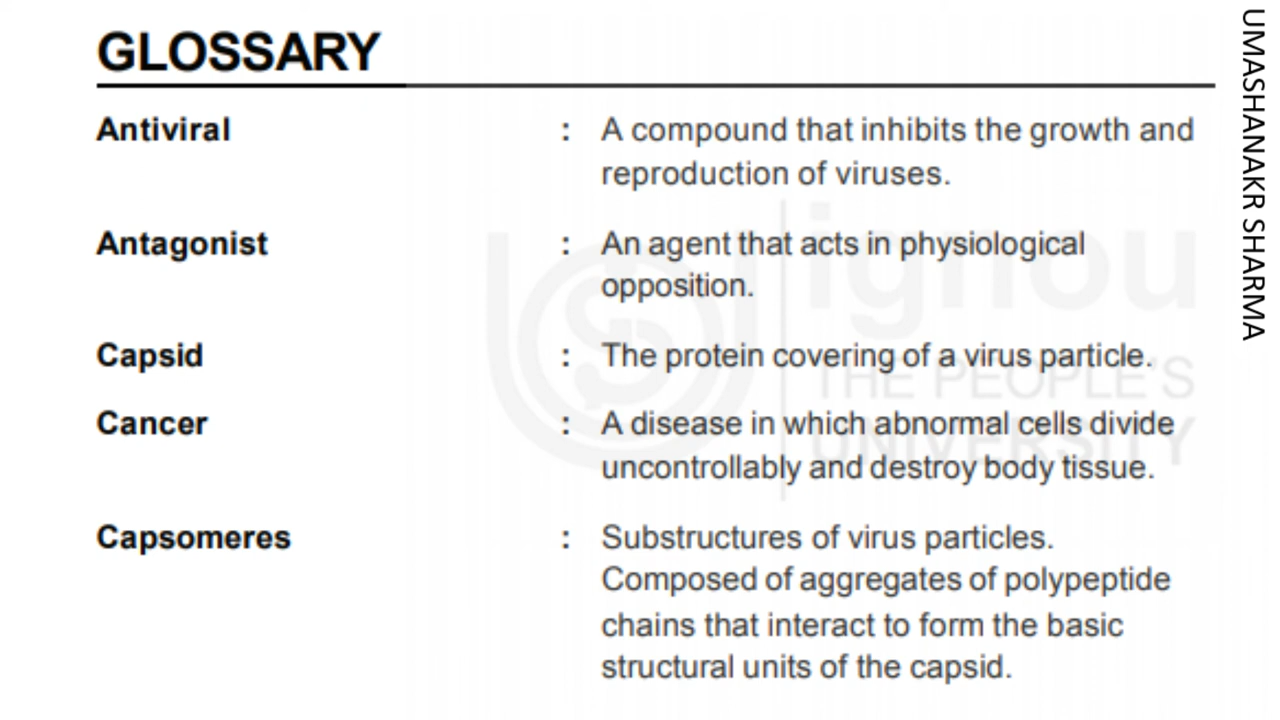 GLOSSARY
Antiviral : A compound that inhibits the growth and
reproduction of viruses.
Antagonist : An agent that acts in physiological
opposition.
Capsid : The protein covering of a virus particle.
Cancer : A disease in which abnormal cells divide
uncontrollably and destroy body tissue.
Capsomeres : Substructures of virus particles.
Composed of aggregates of polypeptide
chains that interact to form the basic
structural units of the capsid.
ignou
THE PEOPLE'S
UNIVERSITY
UMASHANAKR SHARMA